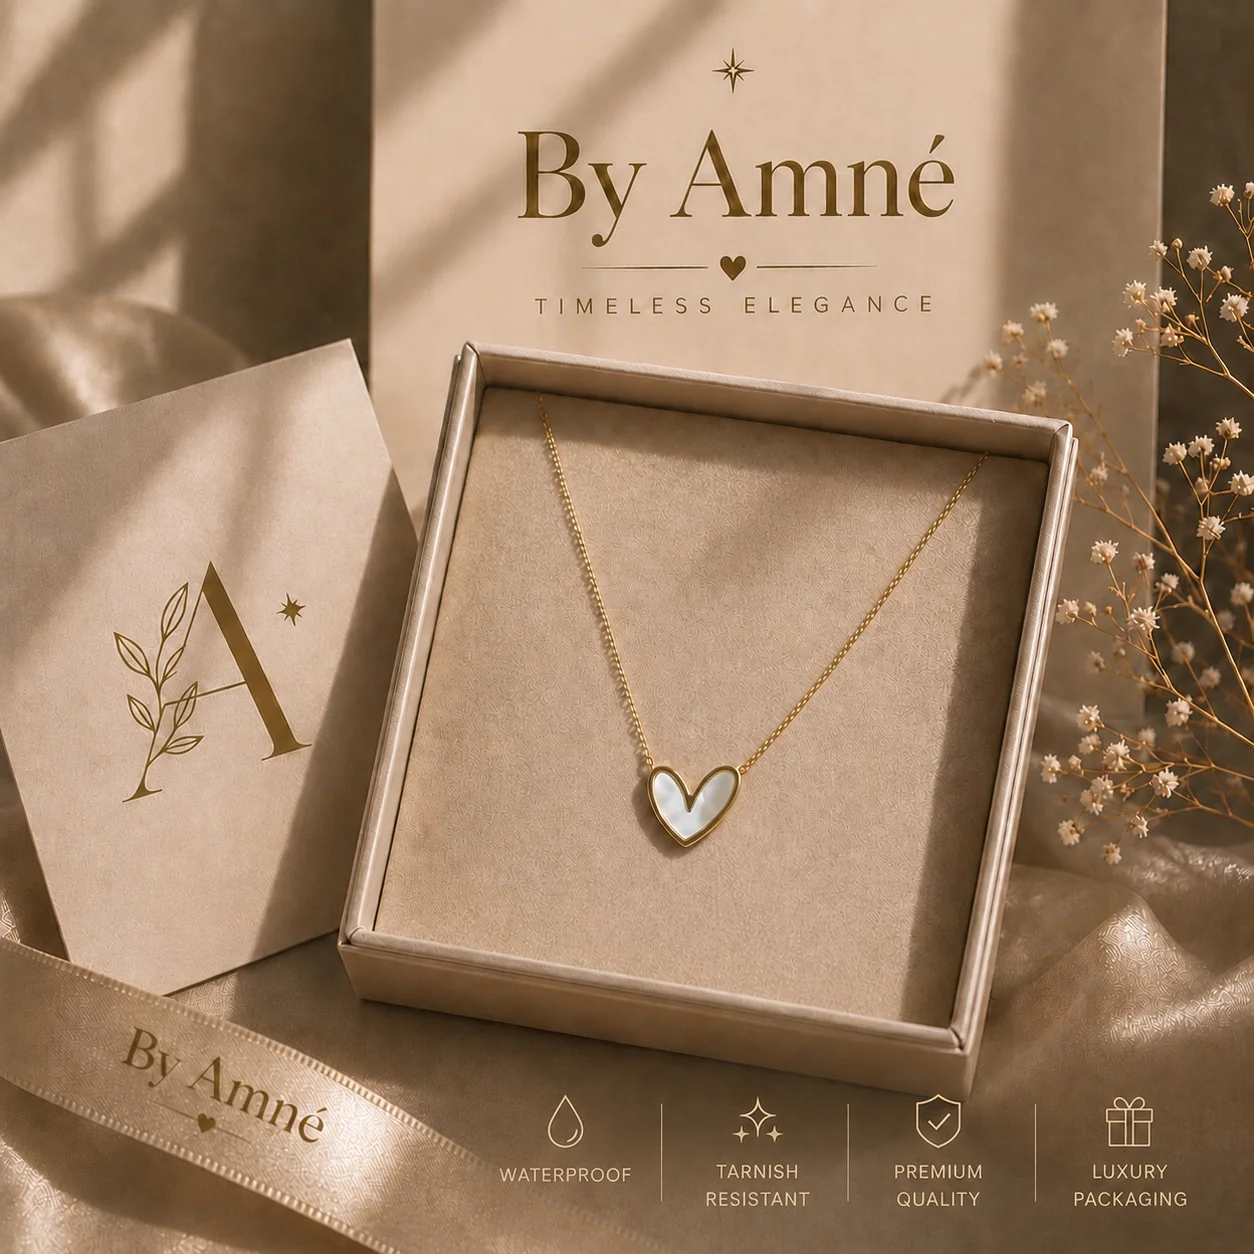 By Amné
TIMELESS ELEGANCE
A
By Amné
WATERPROOF
TARNISH
RESISTANT
PREMIUM
QUALITY
LUXURY
PACKAGING